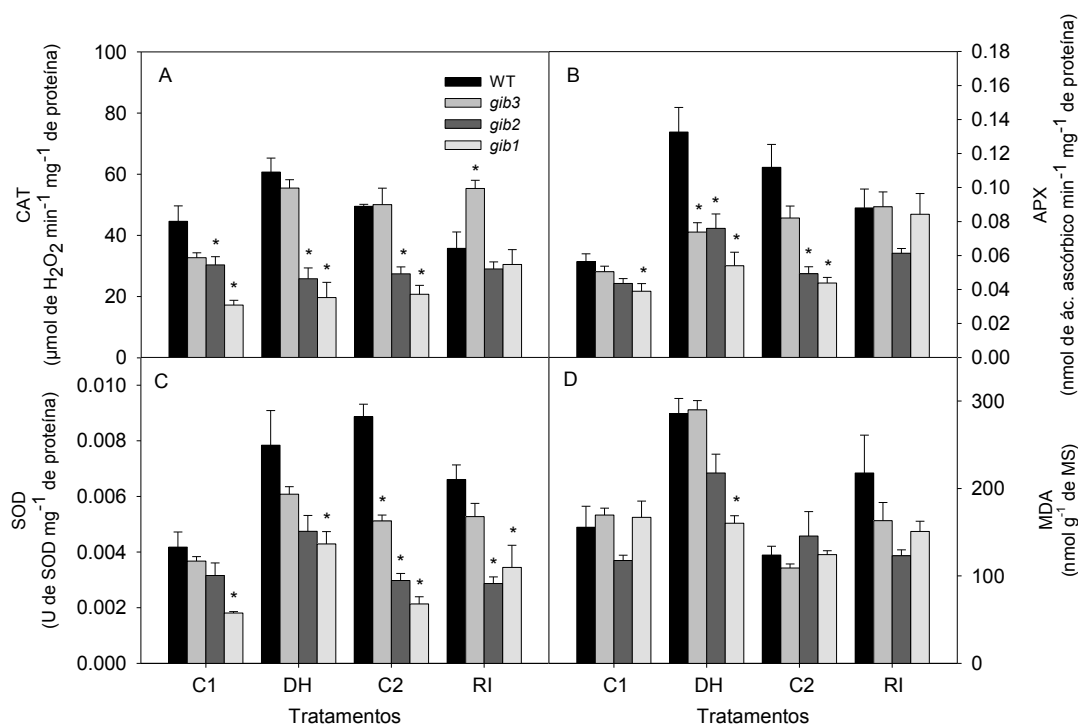 A
100
80
60
40
20
0
CAT
(µmol de H₂O₂ min⁻¹ mg⁻¹ de proteína)
WT
gib3
gib2
gib1
*
*
*
*
*
*
*
B
0.18
0.16
0.14
0.12
0.10
0.08
0.06
0.04
0.02
0.00
APX
(nmol de ác. ascórbico min⁻¹ mg⁻¹ de proteína)
*
*
*
*
*
*
C
0.010
0.008
0.006
0.004
0.002
0.000
SOD
(U de SOD mg⁻¹ de proteína)
*
*
*
*
*
*
*
C1 DH C2 RI
Tratamentos
D
300
200
100
0
MDA
(nmol g⁻¹ de MS)
*
C1 DH C2 RI
Tratamentos